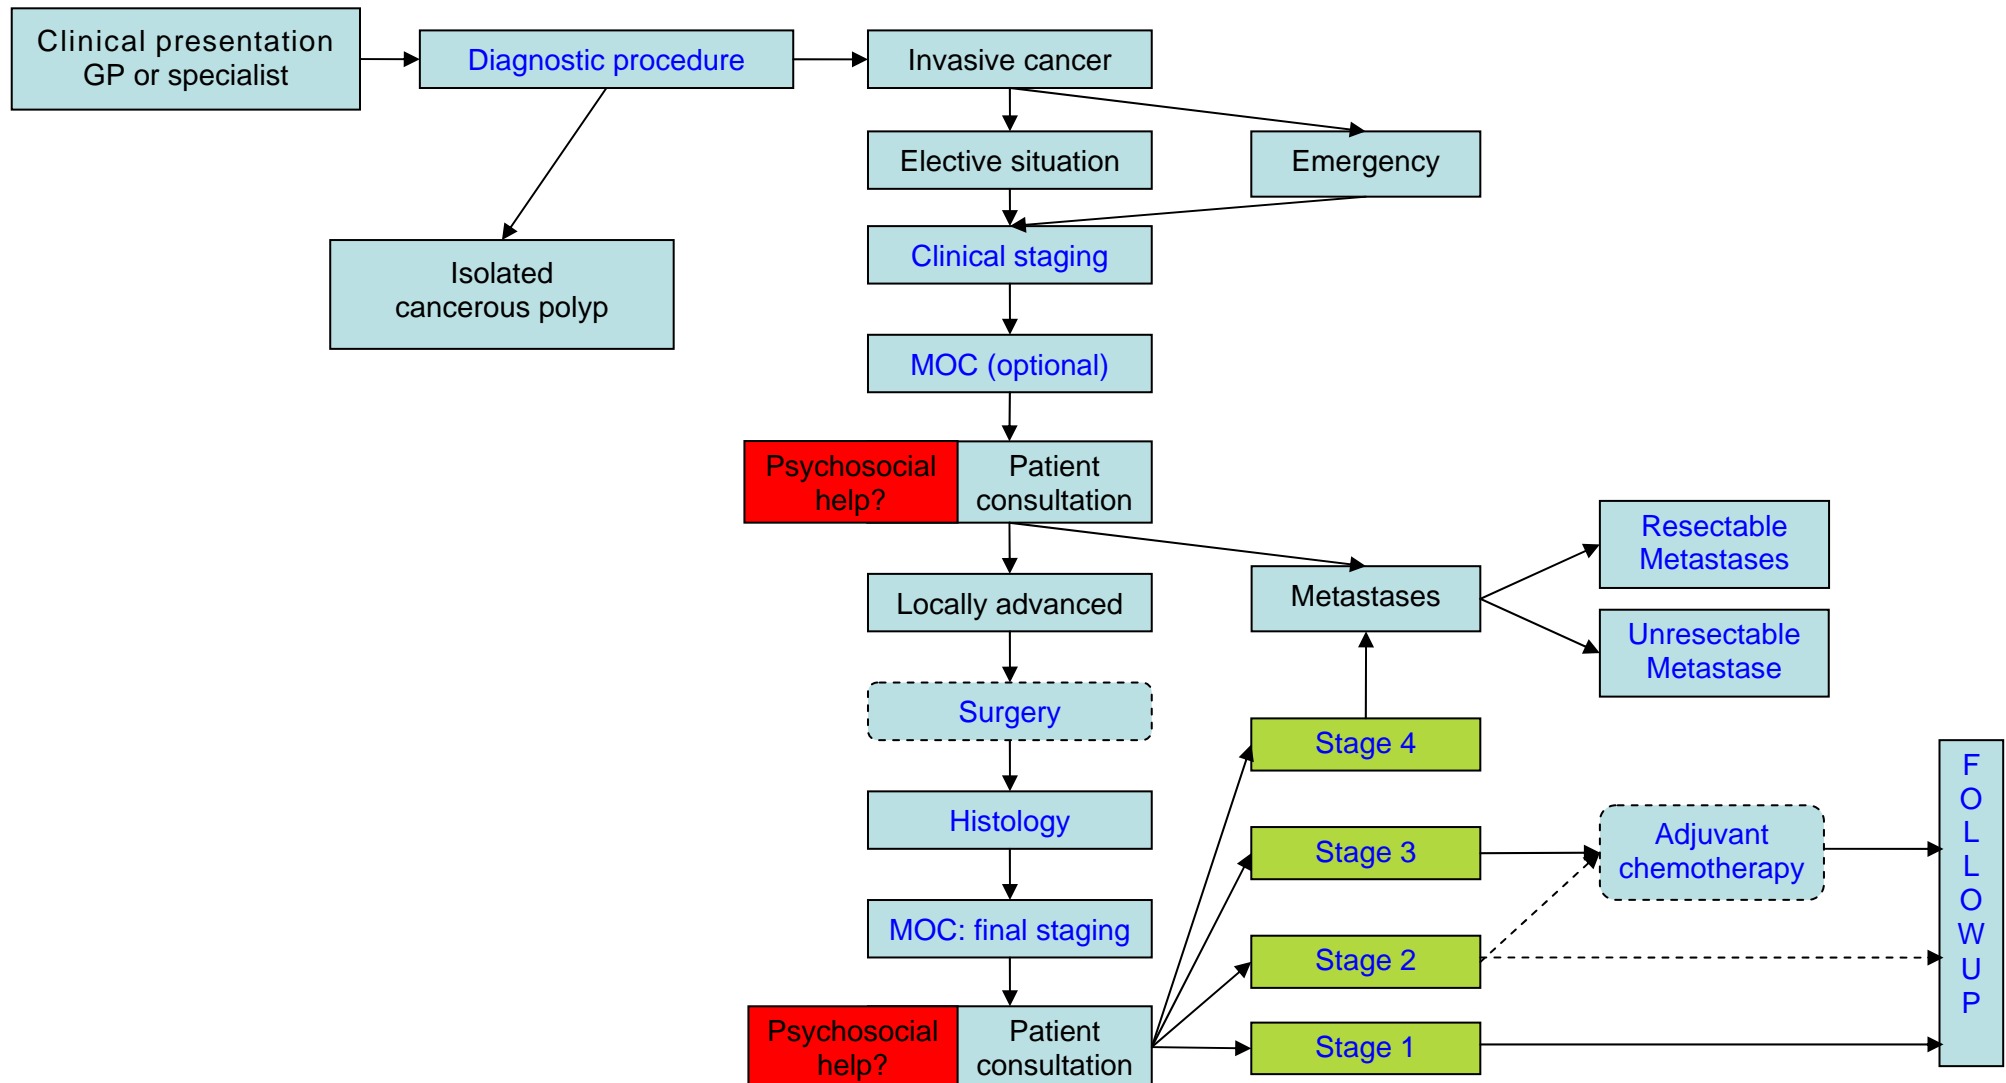 Clinical presentation
GP or specialist
Diagnostic procedure
Invasive cancer
Elective situation
Emergency
Clinical staging
Isolated
cancerous polyp
MOC (optional)
Psychosocial
help?
Patient
consultation
Resectable
Metastases
Locally advanced
Metastases
Unresectable
Metastase
Surgery
Stage 4
Histology
Stage 3
Adjuvant
chemotherapy
MOC: final staging
Stage 2
Psychosocial
help?
Patient
consultation
Stage 1
F
O
L
L
O
W
U
P